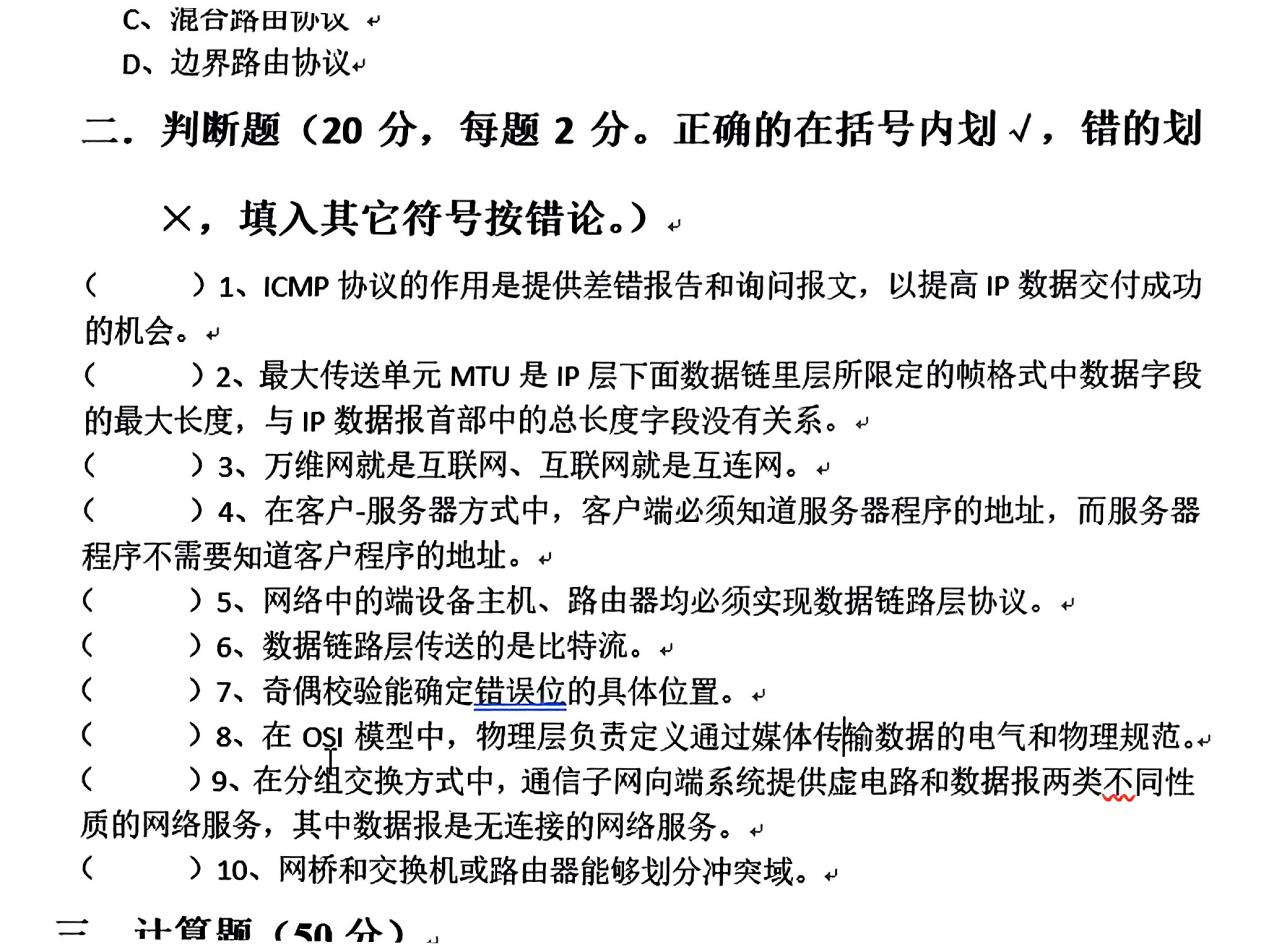 C、混合路由协议
D、边界路由协议
二．判断题（20 分，每题 2 分。正确的在括号内划√，错的划
×，填入其它符号按错论。）
（ ）1、ICMP 协议的作用是提供差错报告和询问报文，以提高 IP 数据交付成功
的机会。
（ ）2、最大传送单元 MTU 是 IP 层下面数据链里层所限定的帧格式中数据字段
的最大长度，与 IP 数据报首部中的总长度字段没有关系。
（ ）3、万维网就是互联网、互联网就是互连网。
（ ）4、在客户-服务器方式中，客户端必须知道服务器程序的地址，而服务器
程序不需要知道客户程序的地址。
（ ）5、网络中的端设备主机、路由器均必须实现数据链路层协议。
（ ）6、数据链路层传送的是比特流。
（ ）7、奇偶校验能确定错误位的具体位置。
（ ）8、在 OSI 模型中，物理层负责定义通过媒体传输数据的电气和物理规范。
（ ）9、在分组交换方式中，通信子网向端系统提供虚电路和数据报两类不同性
质的网络服务，其中数据报是无连接的网络服务。
（ ）10、网桥和交换机或路由器能够划分冲突域。
三 计算题（50 分）